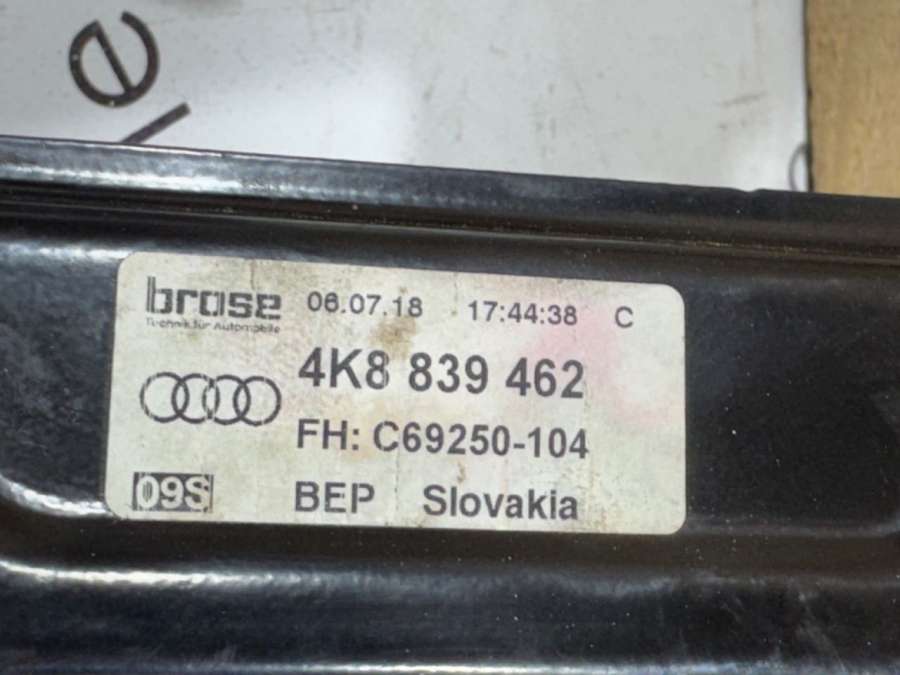 le
brose 06.07.18 17:44:38 C
Technik für Automobile
4K8 839 462
FH: C69250-104
09S BEP Slovakia